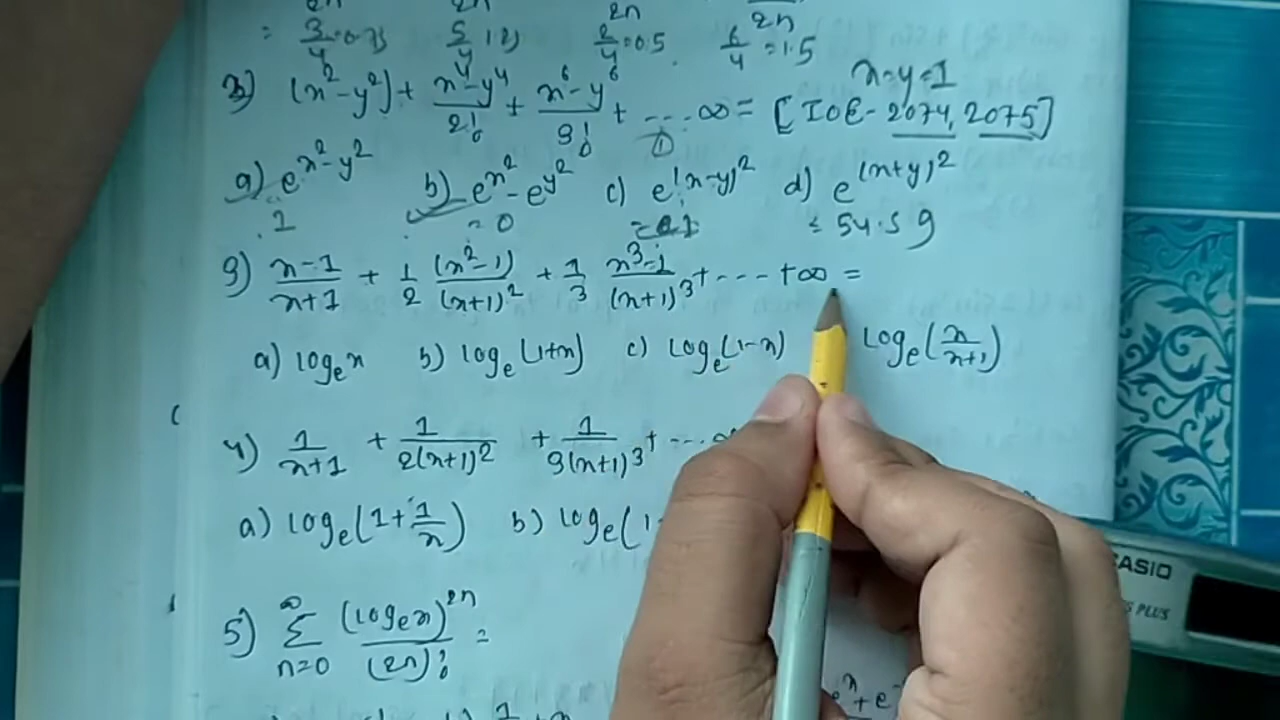 = 3/4 = 0.75 5/4 2/4 = 0.5 6/4 = 1.5
x=y=1
(x²-y²) + (x⁴-y⁴)/2! + (x⁶-y⁶)/3! + ... ∞ = [IOE-2074, 2075]
a) e^(x²-y²) b) e^(x²) - e^(y²) c) e^((x-y)²) d) e^((x+y)²)
1 = 0 ≤ 54.59
3) (x-1)/(x+1) + 1/2 (x²-1)/(x+1)² + 1/3 (x³-1)/(x+1)³ + --- +∞ =
a) logₑx b) logₑ(1+x) c) logₑ(1-x) logₑ(x/(x+1))
4) 1/(x+1) + 1/(2(x+1)²) + 1/(3(x+1)³) + ---
a) logₑ(1+1/x) b) logₑ(1
5) ∑_(n=0)^∞ (logₑx)^(2n)/(2n)! =
CASIO
PLUS